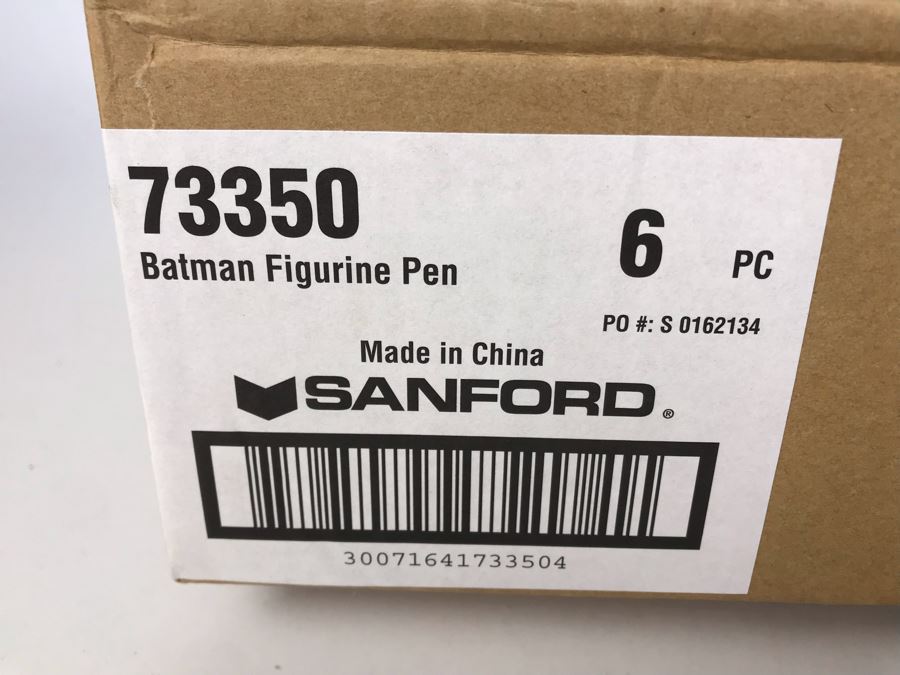 73350
6 PC
Batman Figurine Pen
PO #: S 0162134
Made in China
SANFORD®
30071641733504